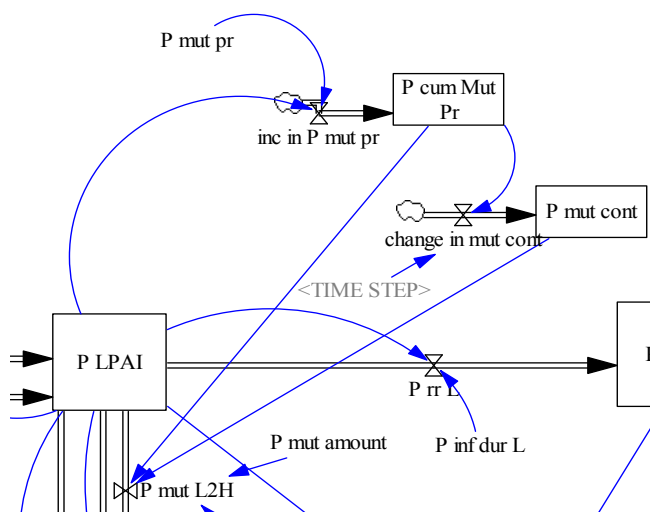 P mut pr
P cum Mut
Pr
inc in P mut pr
P mut cont
change in mut cont
<TIME STEP>
P LPAI
P rr L
P mut amount
P inf dur L
P mut L2H